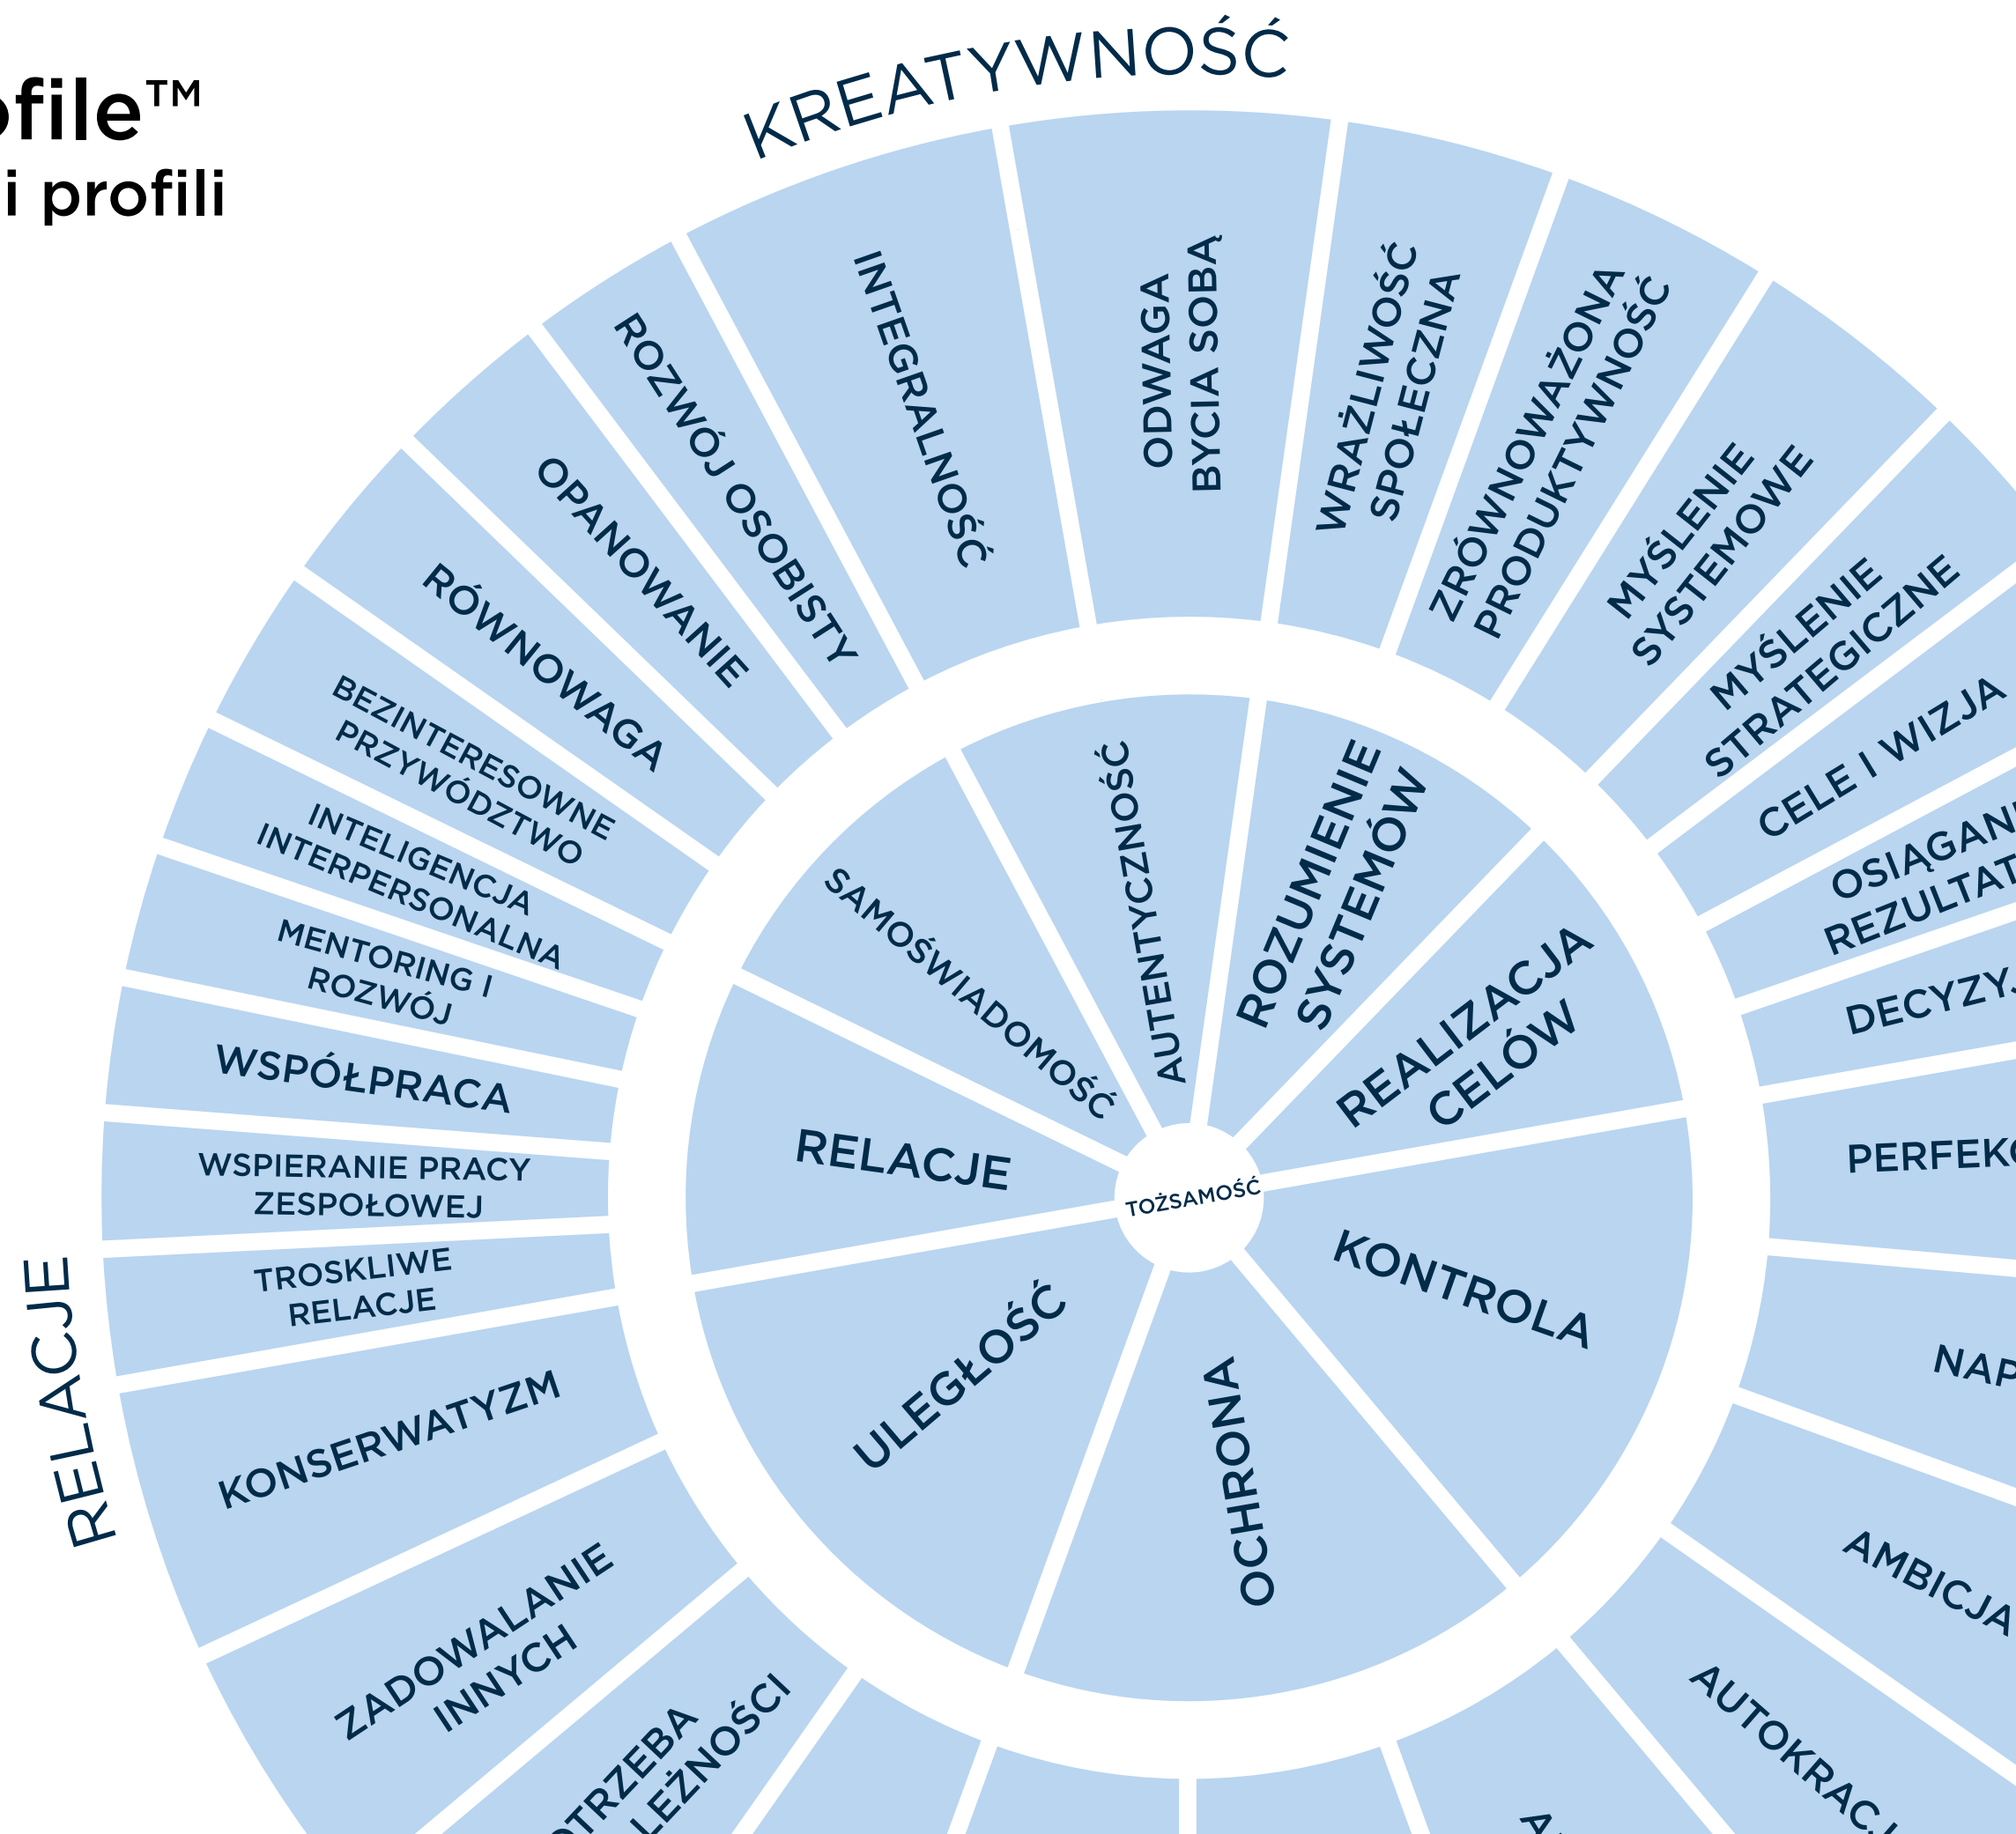 KREATYWNOŚĆ
ofile™
i profili
INTEGRALNOŚĆ
ODWAGA
BYCIA SOBĄ
WRAŻLIWOŚĆ
SPOŁECZNA
ZRÓWNOWAŻONA
PRODUKTYWNOŚĆ
MYŚLENIE
SYSTEMOWE
MYŚLENIE
STRATEGICZNE
CELE I WIZJA
ROZWÓJ OSOBISTY
OPANOWANIE
RÓWNOWAGA
BEZINTERESOWNE
PRZYWÓDZTWO
INTELIGENCJA
INTERPERSONALNA
MENTORING I
ROZWÓJ
WSPÓŁPRACA
WSPIERANIE PRACY
ZESPOŁOWEJ
TROSKLIWE
RELACJE
KONSERWATYZM
ZADOWALANIE
INNYCH
RELACJE
SAMOŚWIADOMOŚĆ
AUTENTYCZNOŚĆ
ROZUMIENIE
SYSTEMÓW
REALIZACJA
CELÓW
RELACJE
TOŻSAMOŚĆ
KONTROLA
ULEGŁOŚĆ
OCHRONA
AMBICJA